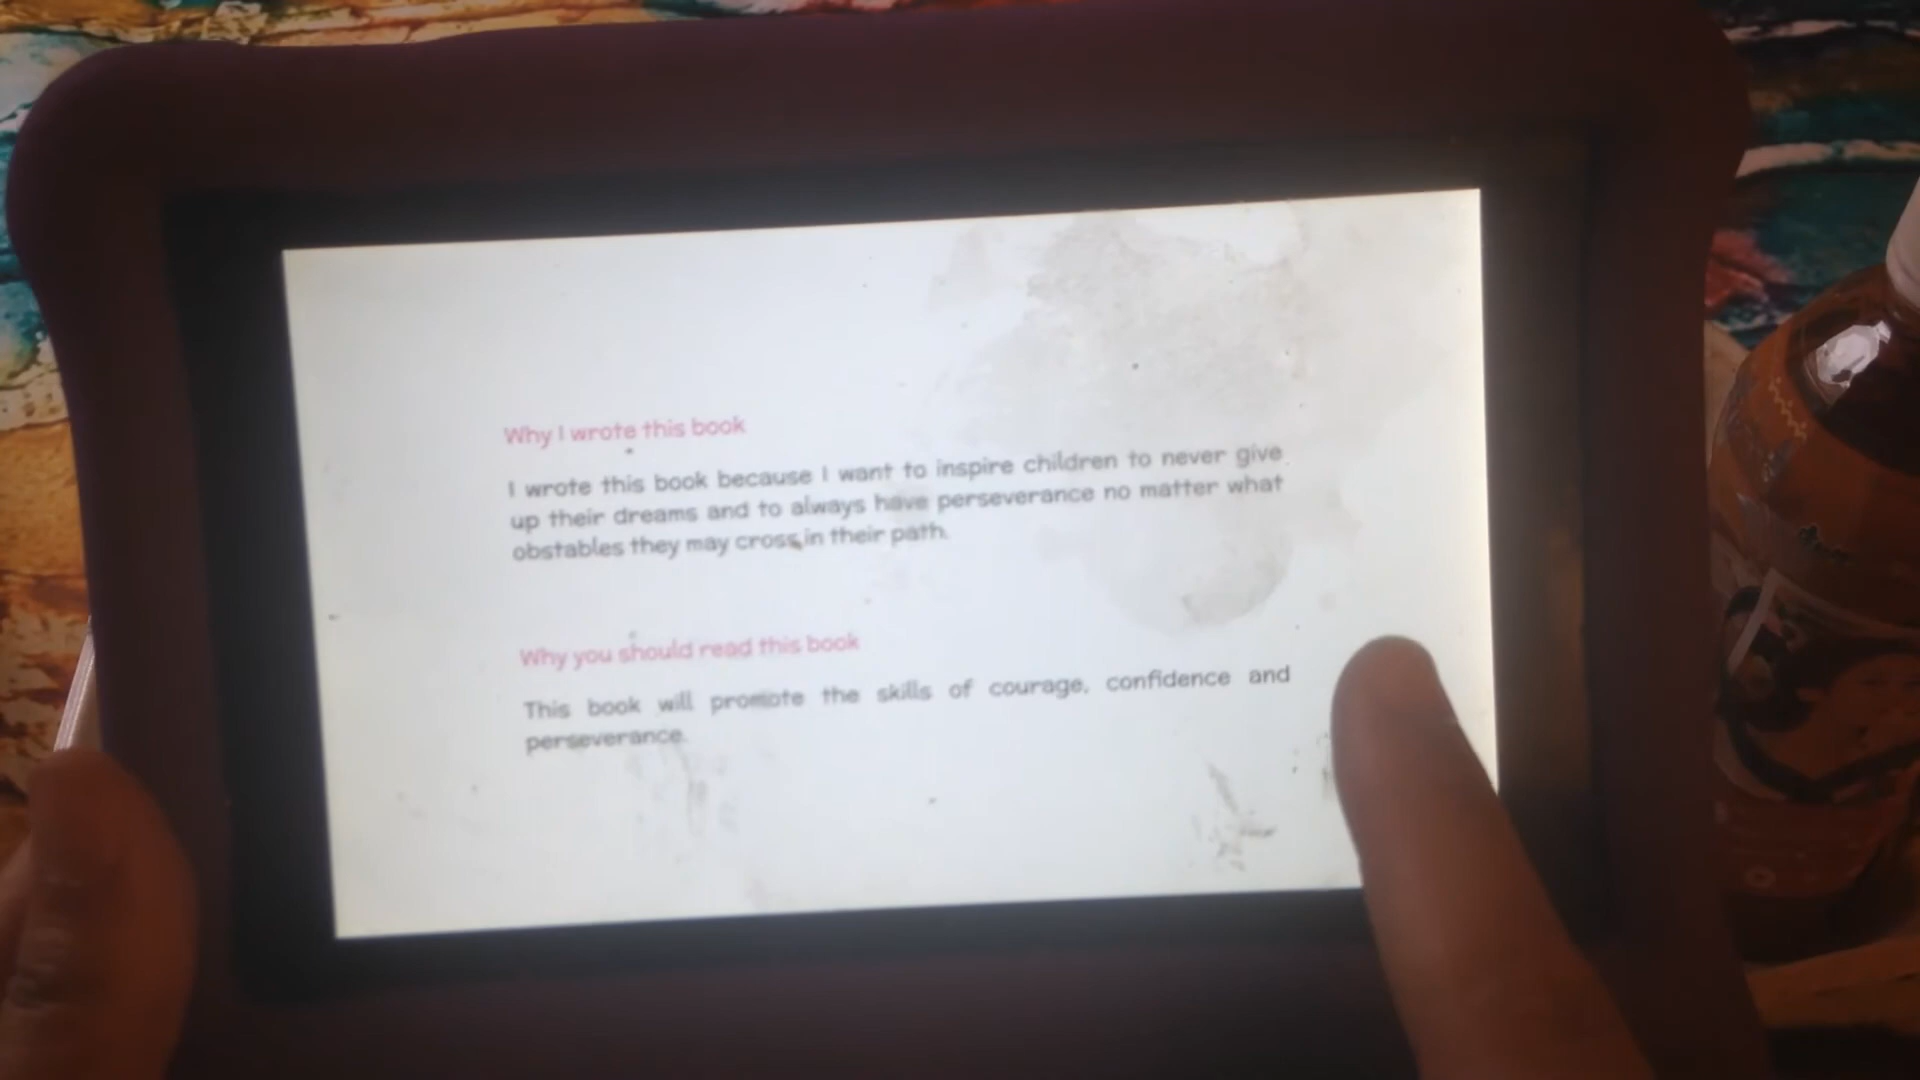 Why I wrote this book
I wrote this book because I want to inspire children to never give
up their dreams and to always have perseverance no matter what
obstables they may cross in their path.
Why you should read this book
This book will promote the skills of courage, confidence and
perseverance.